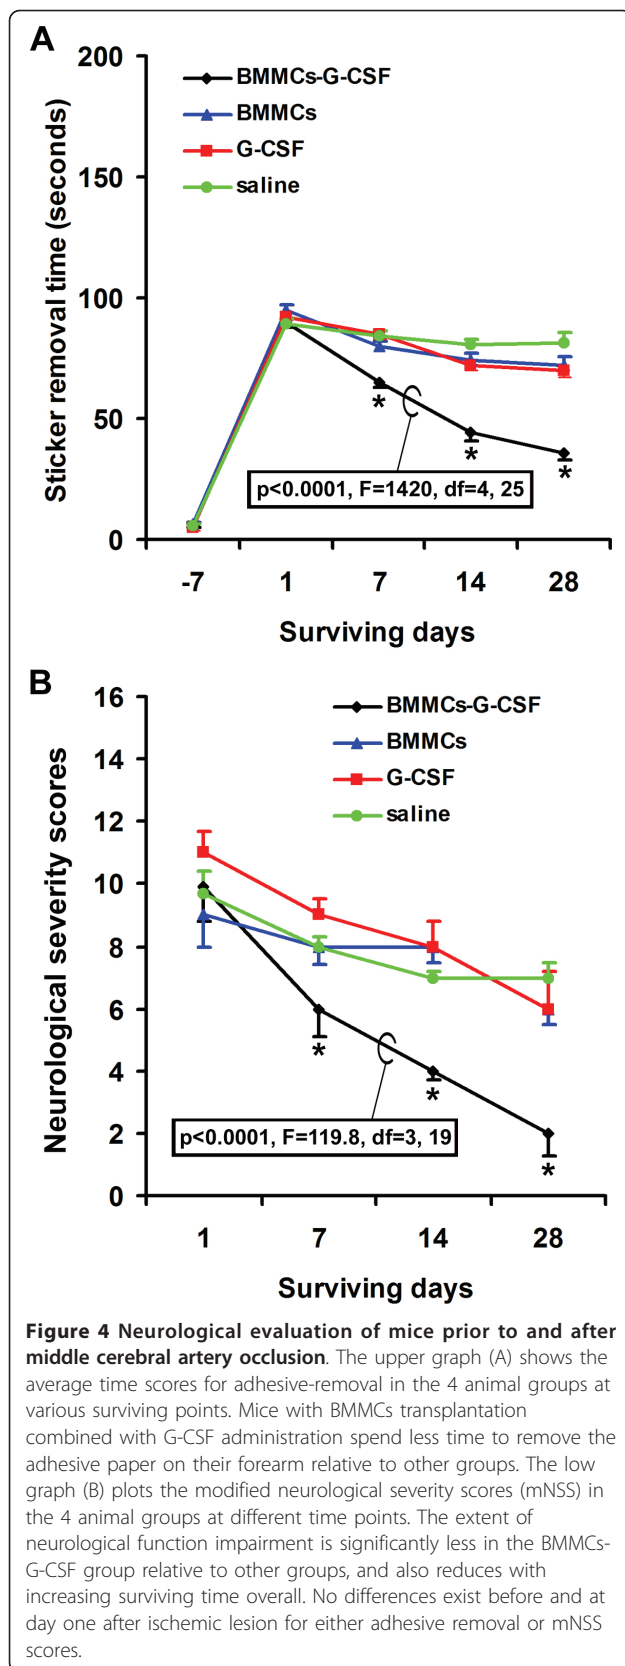 A
200
150
100
50
0
Sticker removal time (seconds)
BMMCs-G-CSF
BMMCs
G-CSF
saline
*
*
*
p<0.0001, F=1420, df=4, 25
-7 1 7 14 28
Surviving days
B
16
14
12
10
8
6
4
2
0
Neurological severity scores
BMMCs-G-CSF
BMMCs
G-CSF
saline
*
*
*
p<0.0001, F=119.8, df=3, 19
1 7 14 28
Surviving days
Figure 4 Neurological evaluation of mice prior to and after
middle cerebral artery occlusion. The upper graph (A) shows the
average time scores for adhesive-removal in the 4 animal groups at
various surviving points. Mice with BMMCs transplantation
combined with G-CSF administration spend less time to remove the
adhesive paper on their forearm relative to other groups. The low
graph (B) plots the modified neurological severity scores (mNSS) in
the 4 animal groups at different time points. The extent of
neurological function impairment is significantly less in the BMMCs-
G-CSF group relative to other groups, and also reduces with
increasing surviving time overall. No differences exist before and at
day one after ischemic lesion for either adhesive removal or mNSS
scores.